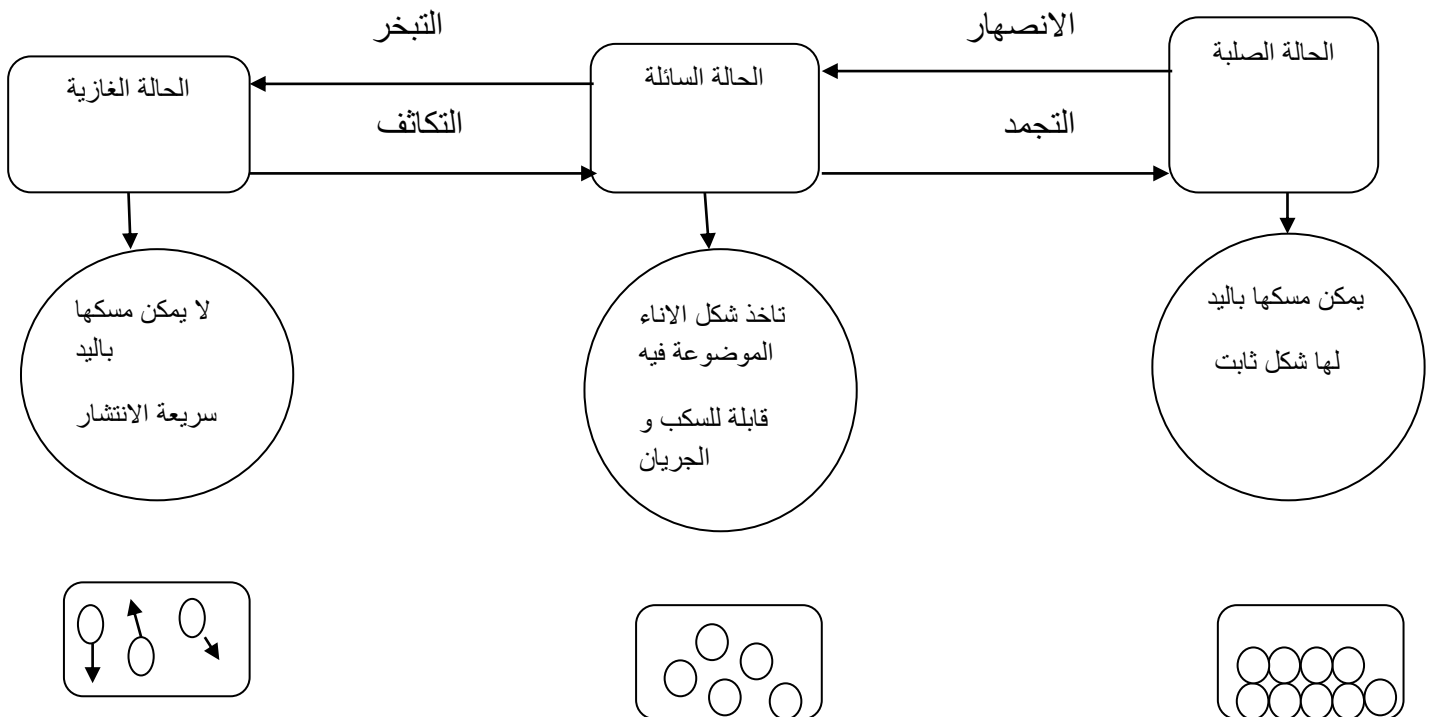 الانصهار
التبخر
الحالة الصلبة
الحالة السائلة
الحالة الغازية
التجمد
التكاثف
يمكن مسكها باليد
لها شكل ثابت
تاخذ شكل الاناء
الموضوعة فيه
قابلة للسكب و
الجريان
لا يمكن مسكها
باليد
سريعة الانتشار